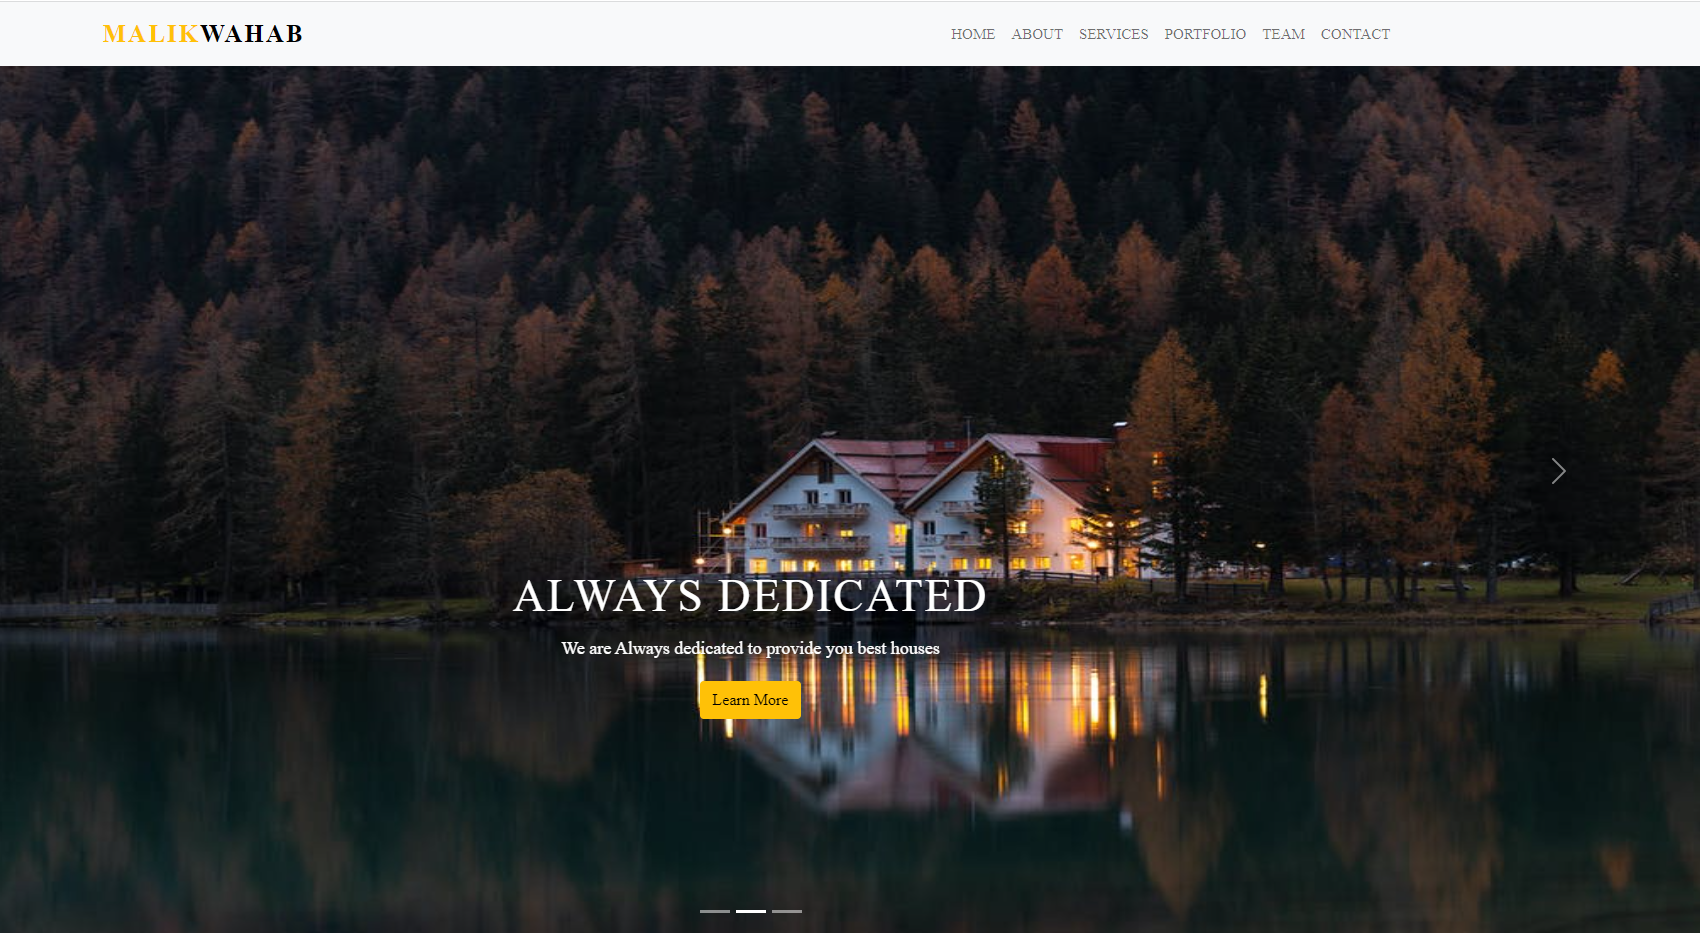 MALIKWAHAB
HOME ABOUT SERVICES PORTFOLIO TEAM CONTACT
ALWAYS DEDICATED
We are Always dedicated to provide you best houses
Learn More